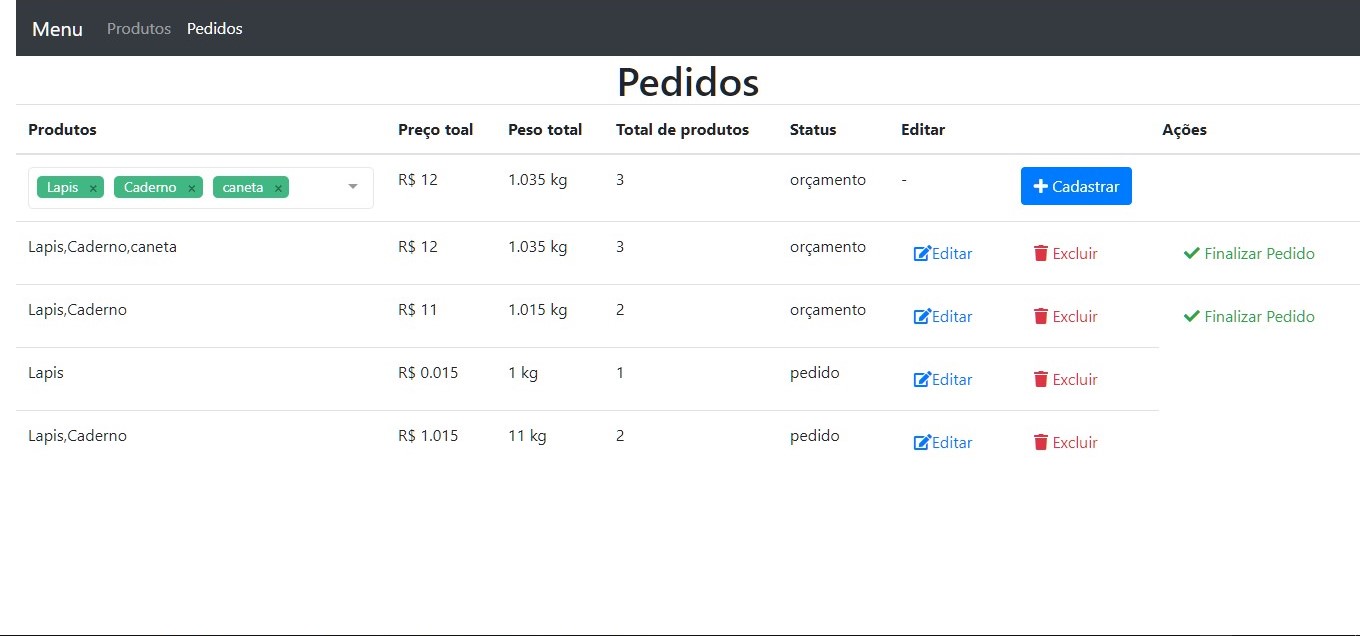 Menu Produtos Pedidos
Pedidos
Produtos Preço toal Peso total Total de produtos Status Editar Ações
Lapis × Caderno × caneta × R$ 12 1.035 kg 3 orçamento - Cadastrar
Lapis,Caderno,caneta R$ 12 1.035 kg 3 orçamento Editar Excluir Finalizar Pedido
Lapis,Caderno R$ 11 1.015 kg 2 orçamento Editar Excluir Finalizar Pedido
Lapis R$ 0.015 1 kg 1 pedido Editar Excluir
Lapis,Caderno R$ 1.015 11 kg 2 pedido Editar Excluir